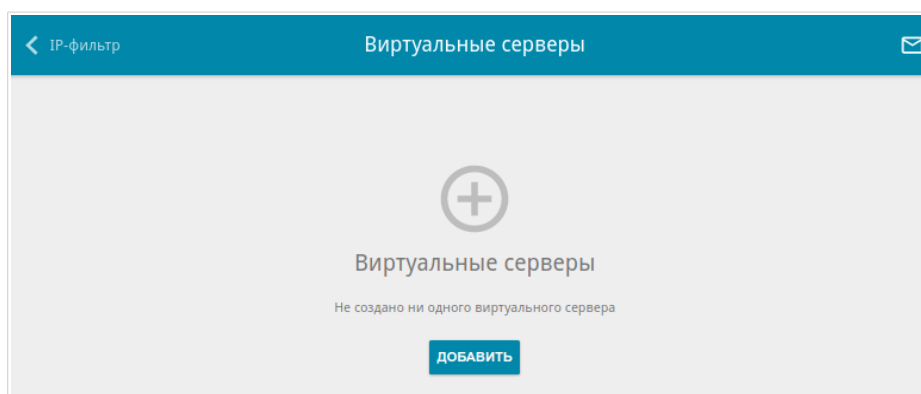 IP-фильтр
Виртуальные серверы
Виртуальные серверы
Не создано ни одного виртуального сервера
ДОБАВИТЬ